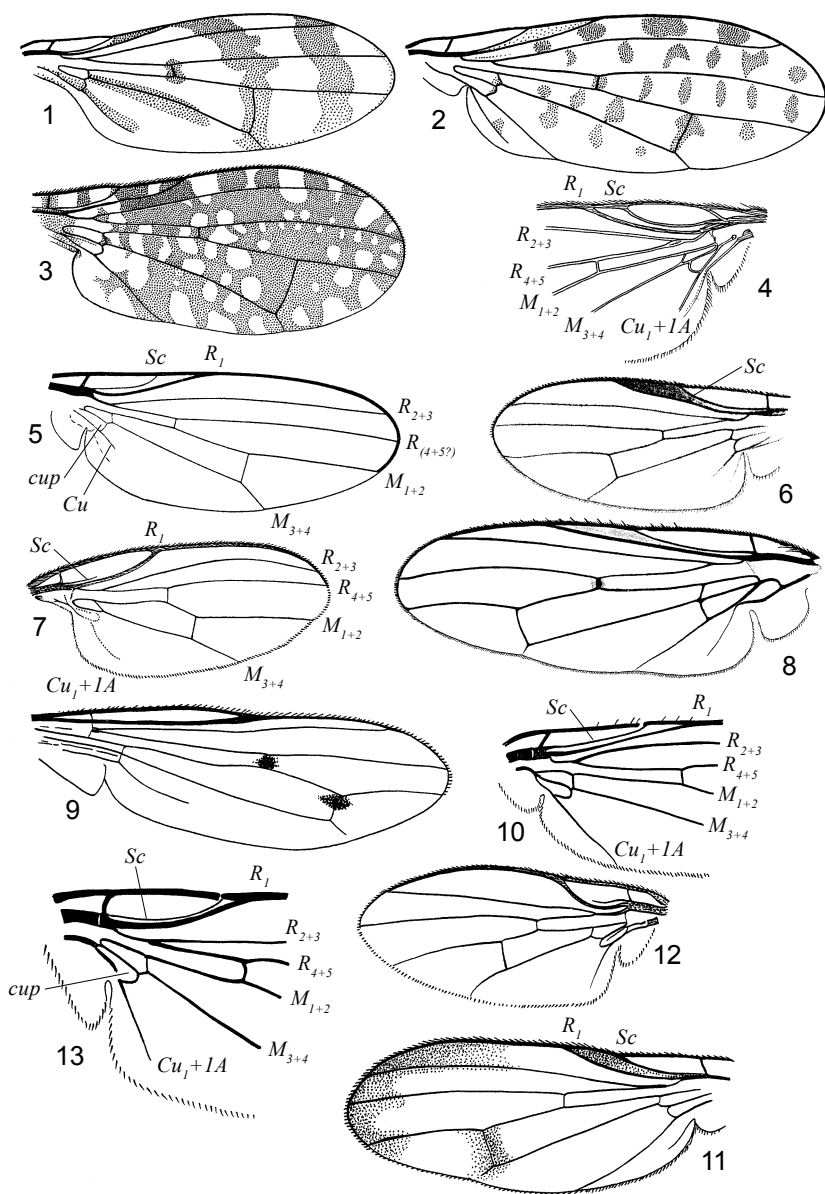 1
2
3
R1 Sc
R2+3
R4+5
M1+2
M3+4
Cu1+1A
4
Sc
R1
R2+3
R(4+5?)
M1+2
M3+4
5
cup
Cu
Sc
6
Sc
R1
R2+3
R4+5
M1+2
M3+4
7
Cu1+1A
8
9
Sc
R1
R2+3
R4+5
M1+2
M3+4
10
Cu1+1A
Sc
R1
R2+3
R4+5
M1+2
cup
M3+4
13
Cu1+1A
12
R1
Sc
11